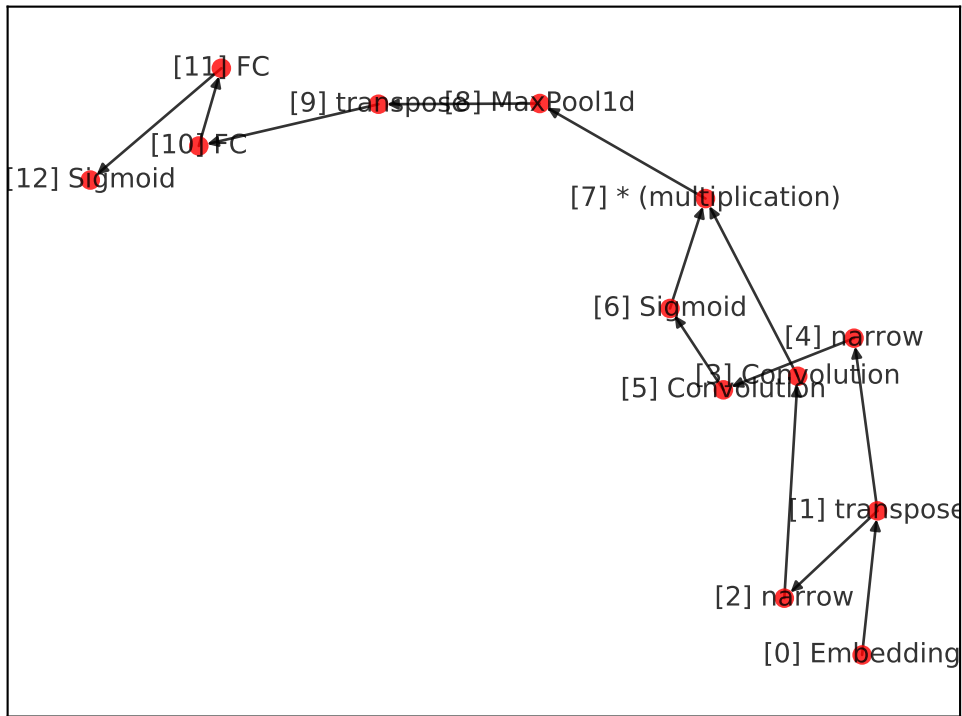 [11] FC
[9] transpose
[8] MaxPool1d
[10] FC
[12] Sigmoid
[7] * (multiplication)
[6] Sigmoid
[4] narrow
[3] Convolution
[5] Convolution
[1] transpose
[2] narrow
[0] Embedding